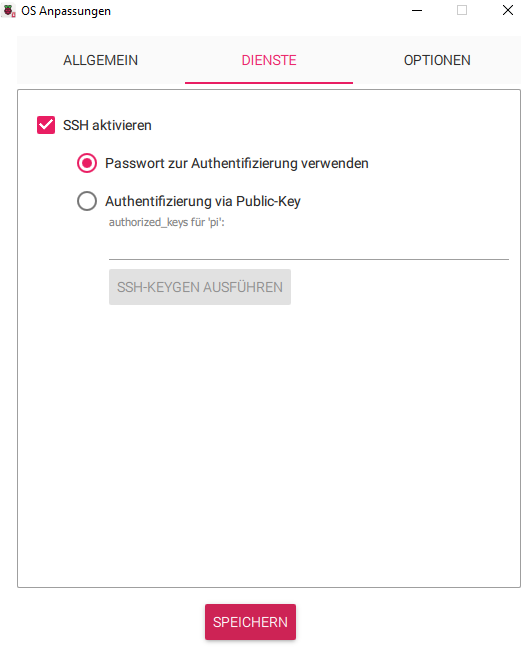 OS Anpassungen
ALLGEMEIN
DIENSTE
OPTIONEN
SSH aktivieren
Passwort zur Authentifizierung verwenden
Authentifizierung via Public-Key
authorized_keys für 'pi':
SSH-KEYGEN AUSFÜHREN
SPEICHERN